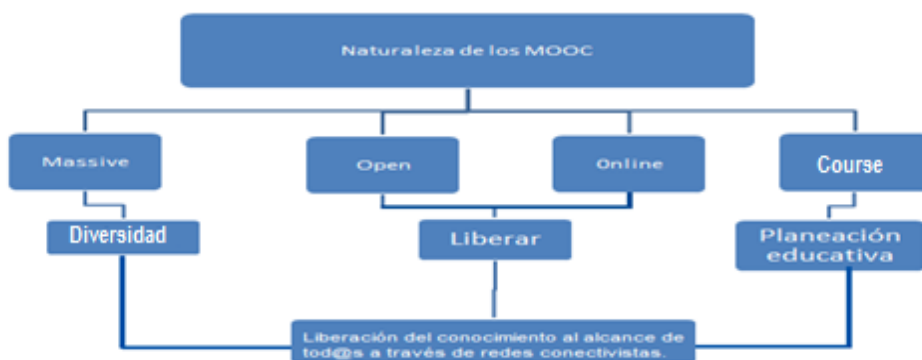 Naturaleza de los MOOC
Massive
Open
Online
Course
Diversidad
Liberar
Planeación
educativa
Liberación del conocimiento al alcance de
tod@s a través de redes conectivistas.